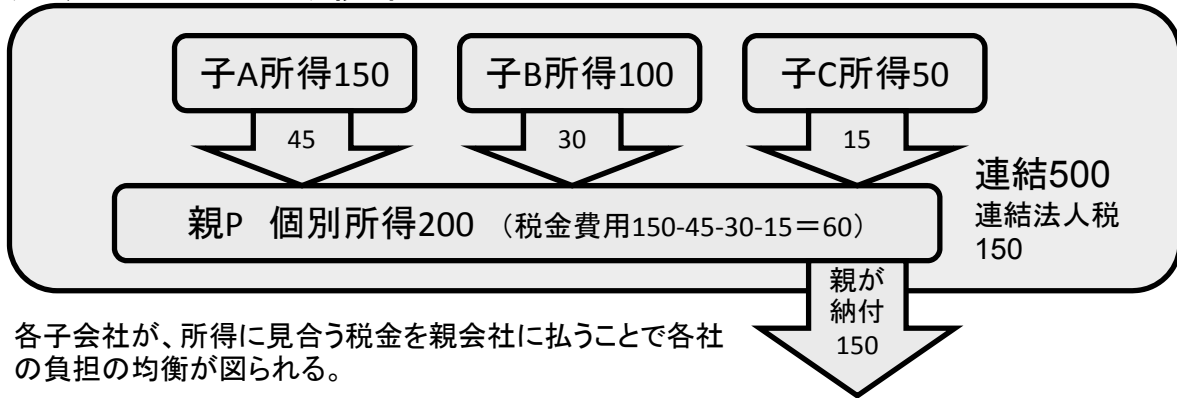 子A所得150
子B所得100
子C所得50
45
30
15
連結500
連結法人税
150
親P 個別所得200 （税金費用150-45-30-15＝60）
親が
納付
150
各子会社が、所得に見合う税金を親会社に払うことで各社
の負担の均衡が図られる。